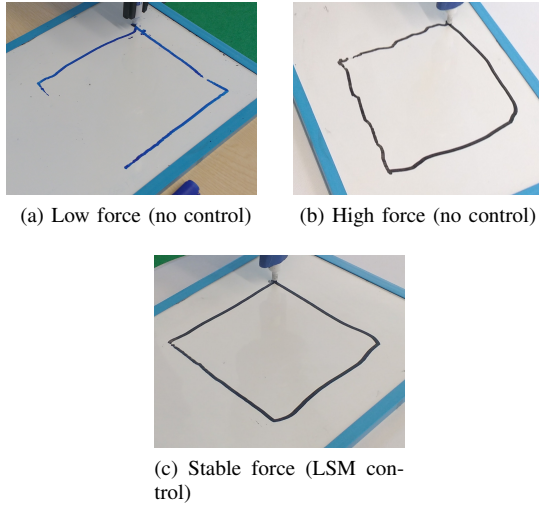 (a) Low force (no control)
(b) High force (no control)
(c) Stable force (LSM con-
trol)